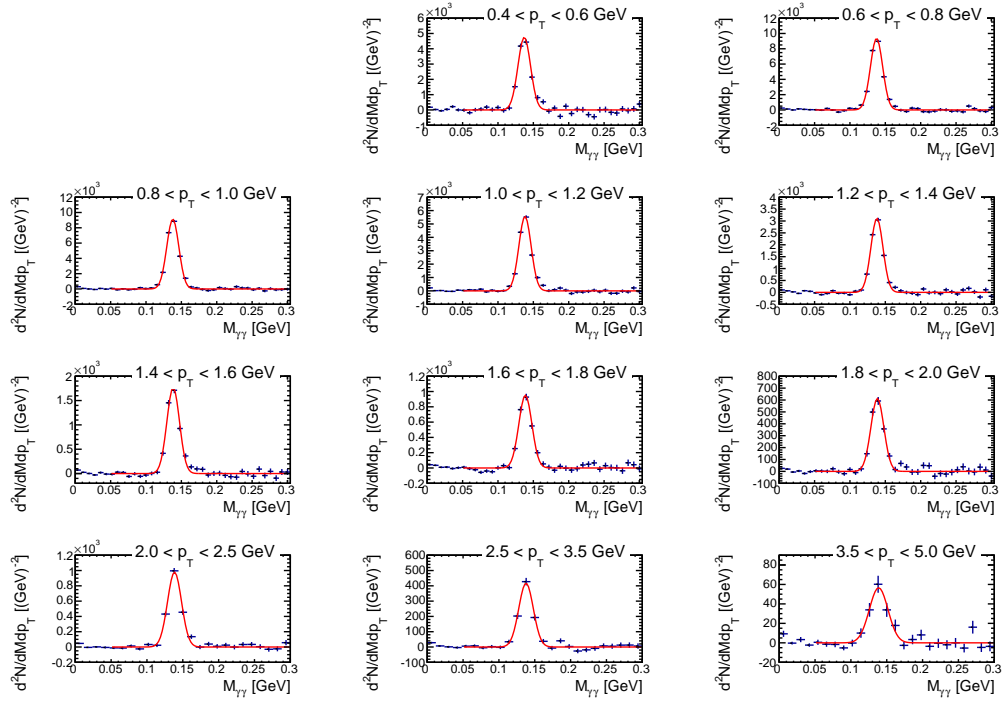 0.4 < p_T < 0.6 GeV
×10³
d²N/dMdp_T [(GeV)⁻²]
6
5
4
3
2
1
0
-1
0 0.05 0.1 0.15 0.2 0.25 0.3
M_γγ [GeV]
0.6 < p_T < 0.8 GeV
×10³
d²N/dMdp_T [(GeV)⁻²]
12
10
8
6
4
2
0
-2
0 0.05 0.1 0.15 0.2 0.25 0.3
M_γγ [GeV]
0.8 < p_T < 1.0 GeV
×10³
d²N/dMdp_T [(GeV)⁻²]
12
10
8
6
4
2
0
-2
0 0.05 0.1 0.15 0.2 0.25 0.3
M_γγ [GeV]
1.0 < p_T < 1.2 GeV
×10³
d²N/dMdp_T [(GeV)⁻²]
7
6
5
4
3
2
1
0
-1
0 0.05 0.1 0.15 0.2 0.25 0.3
M_γγ [GeV]
1.2 < p_T < 1.4 GeV
×10³
d²N/dMdp_T [(GeV)⁻²]
4
3.5
3
2.5
2
1.5
1
0.5
0
-0.5
0 0.05 0.1 0.15 0.2 0.25 0.3
M_γγ [GeV]
1.4 < p_T < 1.6 GeV
×10³
d²N/dMdp_T [(GeV)⁻²]
2
1.5
1
0.5
0
0 0.05 0.1 0.15 0.2 0.25 0.3
M_γγ [GeV]
1.6 < p_T < 1.8 GeV
×10³
d²N/dMdp_T [(GeV)⁻²]
1.2
1
0.8
0.6
0.4
0.2
0
-0.2
0 0.05 0.1 0.15 0.2 0.25 0.3
M_γγ [GeV]
1.8 < p_T < 2.0 GeV
d²N/dMdp_T [(GeV)⁻²]
800
700
600
500
400
300
200
100
0
-100
0 0.05 0.1 0.15 0.2 0.25 0.3
M_γγ [GeV]
2.0 < p_T < 2.5 GeV
×10³
d²N/dMdp_T [(GeV)⁻²]
1.2
1
0.8
0.6
0.4
0.2
0
-0.2
0 0.05 0.1 0.15 0.2 0.25 0.3
M_γγ [GeV]
2.5 < p_T < 3.5 GeV
d²N/dMdp_T [(GeV)⁻²]
600
500
400
300
200
100
0
-100
0 0.05 0.1 0.15 0.2 0.25 0.3
M_γγ [GeV]
3.5 < p_T < 5.0 GeV
d²N/dMdp_T [(GeV)⁻²]
80
60
40
20
0
-20
0 0.05 0.1 0.15 0.2 0.25 0.3
M_γγ [GeV]